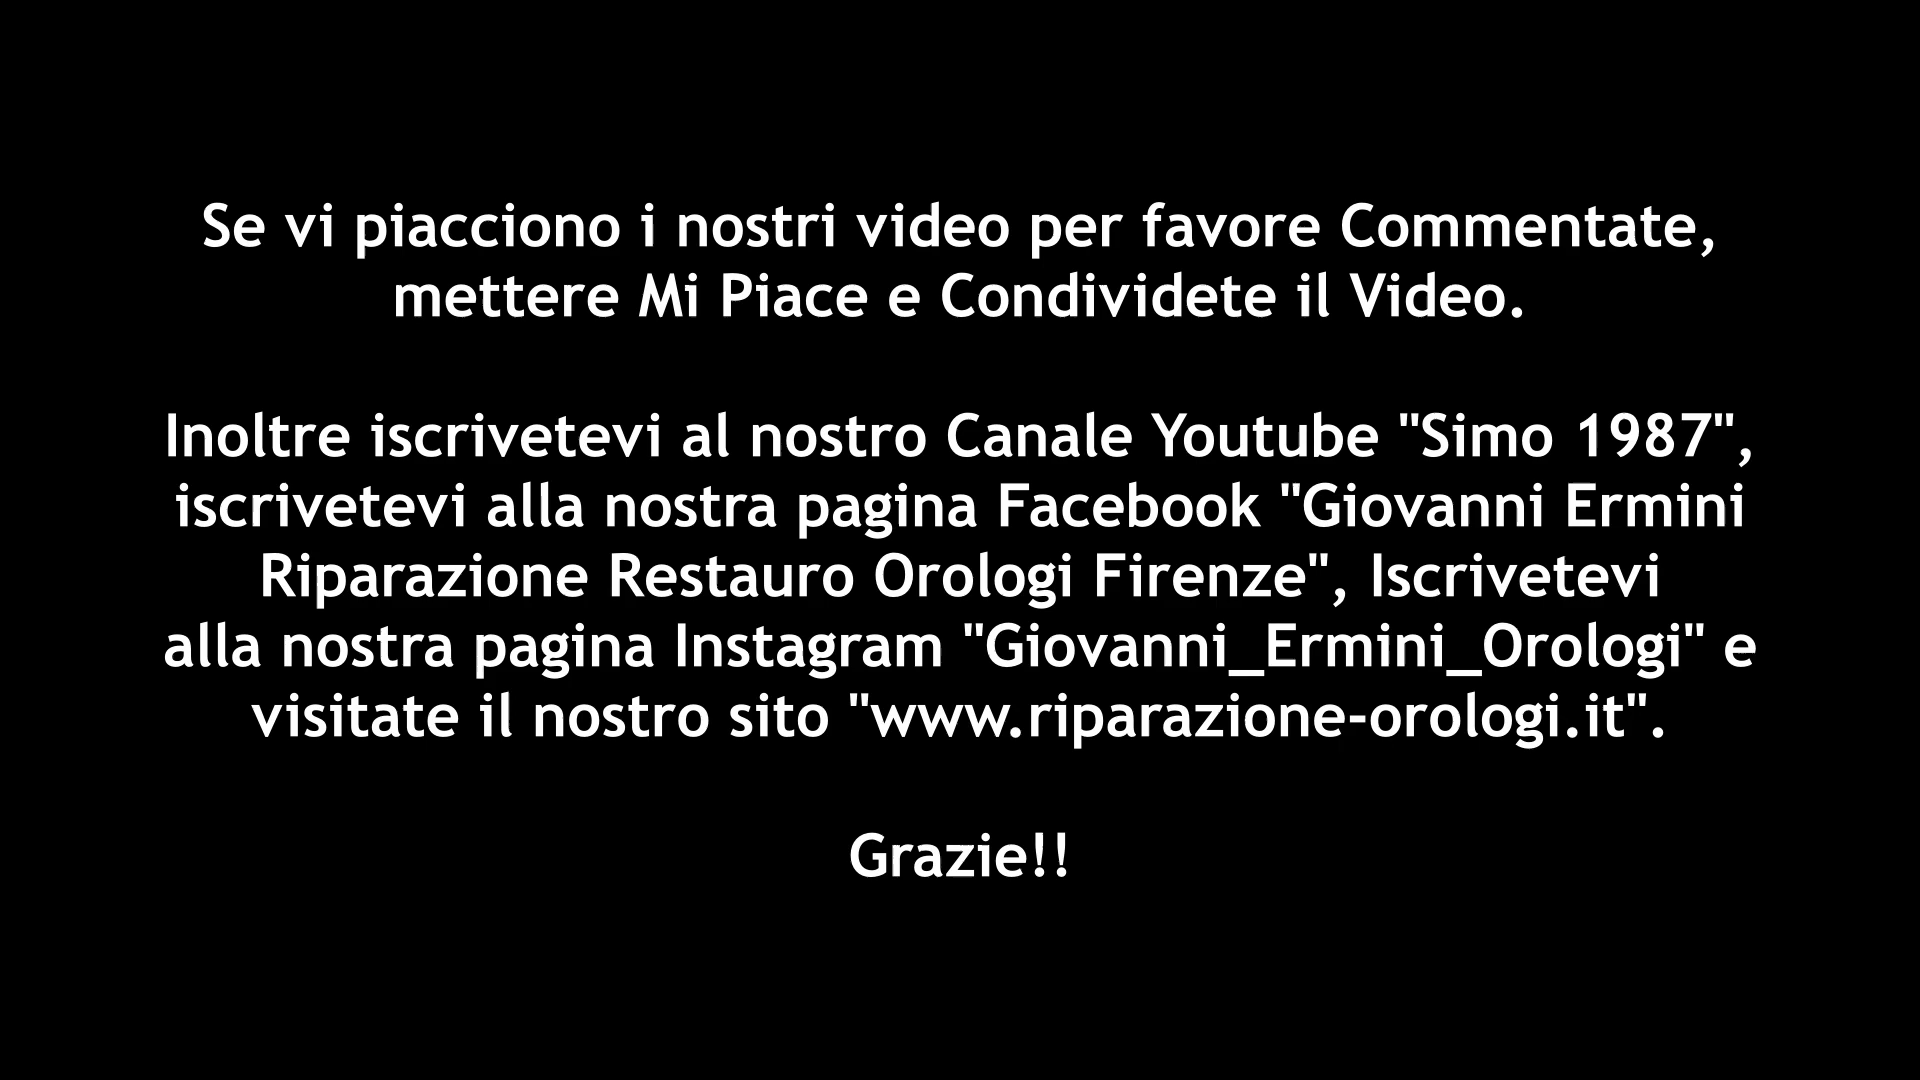 Se vi piacciono i nostri video per favore Commentate,
mettere Mi Piace e Condividete il Video.
Inoltre iscrivetevi al nostro Canale Youtube "Simo 1987",
iscrivetevi alla nostra pagina Facebook "Giovanni Ermini
Riparazione Restauro Orologi Firenze", Iscrivetevi
alla nostra pagina Instagram "Giovanni_Ermini_Orologi" e
visitate il nostro sito "www.riparazione-orologi.it".
Grazie!!